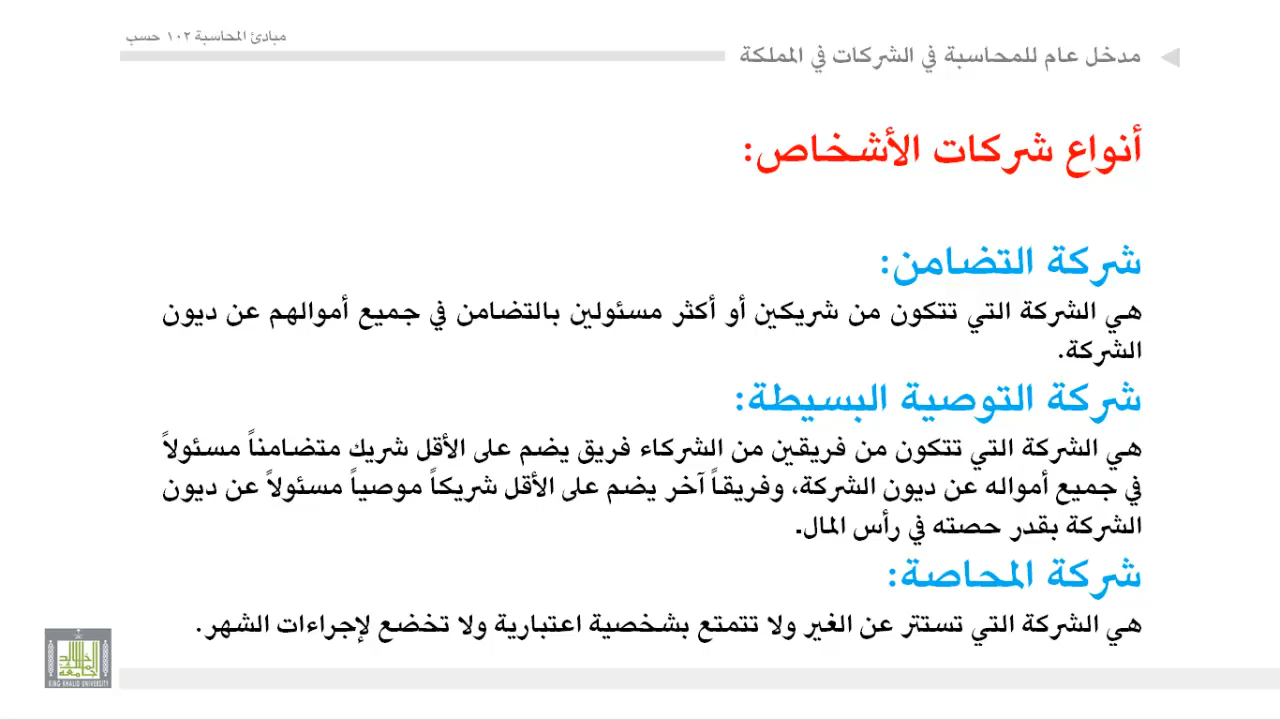 مبادئ المحاسبة ١٠٢ حسب
مدخل عام للمحاسبة في الشركات في المملكة
أنواع شركات الأشخاص:
شركة التضامن:
هي الشركة التي تتكون من شريكين أو أكثر مسئولين بالتضامن في جميع أموالهم عن ديون
الشركة.
شركة التوصية البسيطة:
هي الشركة التي تتكون من فريقين من الشركاء فريق يضم على الأقل شريك متضامناً مسئولاً
في جميع أمواله عن ديون الشركة، وفريقاً آخر يضم على الأقل شريكاً موصياً مسئولاً عن ديون
الشركة بقدر حصته في رأس المال.
شركة المحاصة:
هي الشركة التي تستتر عن الغير ولا تتمتع بشخصية اعتبارية ولا تخضع لإجراءات الشهر.
KING KHALID UNIVERSITY